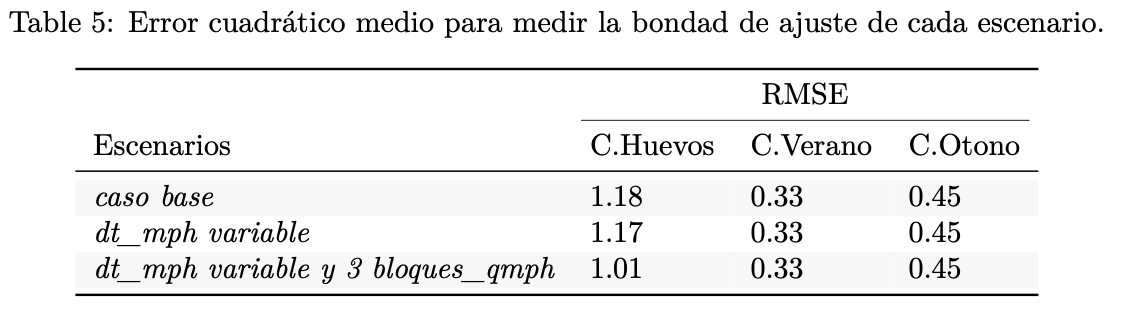 Table 5: Error cuadrático medio para medir la bondad de ajuste de cada escenario.
RMSE
Escenarios C.Huevos C.Verano C.Otono
caso base 1.18 0.33 0.45
dt_mph variable 1.17 0.33 0.45
dt_mph variable y 3 bloques_qmph 1.01 0.33 0.45